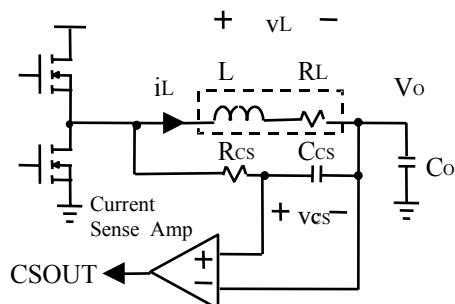 + vL −
iL L RL VO
RCS CCS
CO
Current
Sense Amp
+ vcs −
+
−
CSOUT